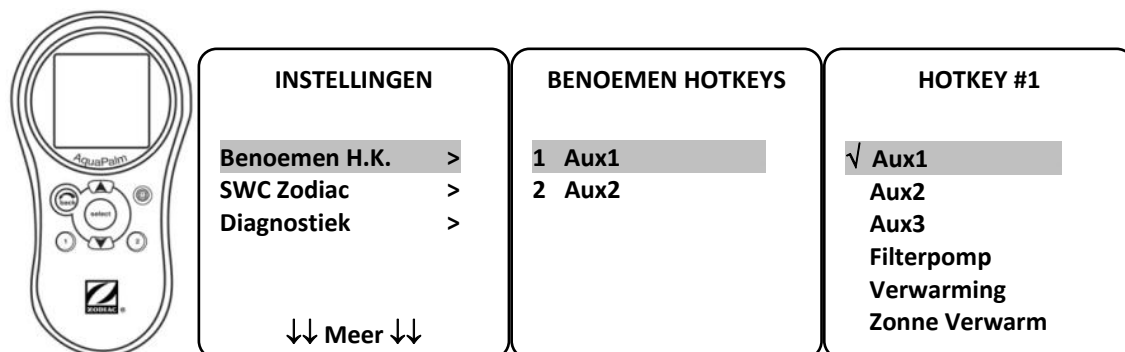 AquaPalm
back
select
1
2
ZODIAC
INSTELLINGEN
Benoemen H.K. >
SWC Zodiac >
Diagnostiek >
↓↓ Meer ↓↓
BENOEMEN HOTKEYS
1 Aux1
2 Aux2
HOTKEY #1
√ Aux1
Aux2
Aux3
Filterpomp
Verwarming
Zonne Verwarm